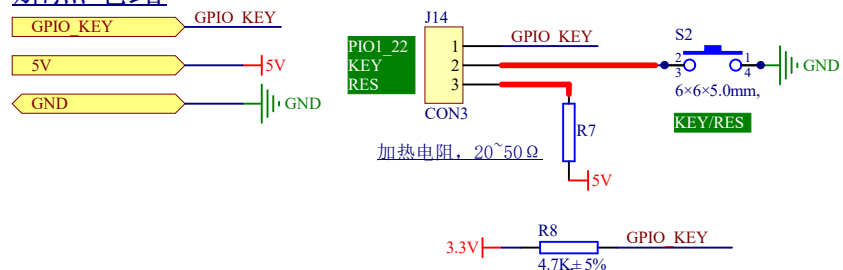 GPIO_KEY
GPIO_KEY
5V
5V
GND
GND
J14
PIO1_22
KEY
RES
1
2
3
CON3
GPIO_KEY
S2
2
3
1
4
GND
6×6×5.0mm,
KEY/RES
R7
加热电阻，20~50Ω
5V
R8
3.3V
GPIO_KEY
4.7K±5%